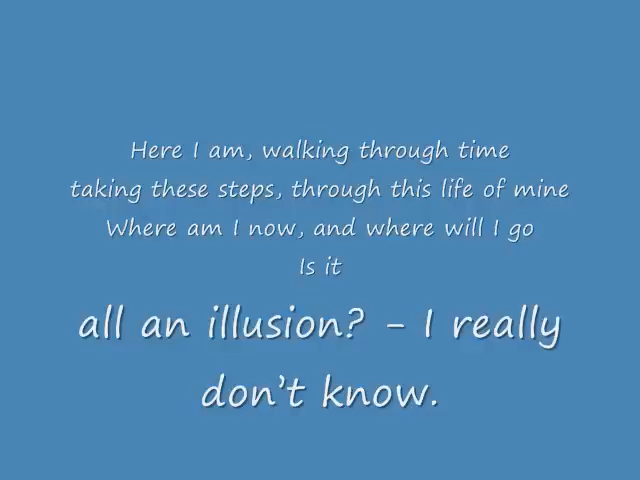 Here I am, walking through time
taking these steps, through this life of mine
Where am I now, and where will I go
Is it
all an illusion? - I really
don't know.